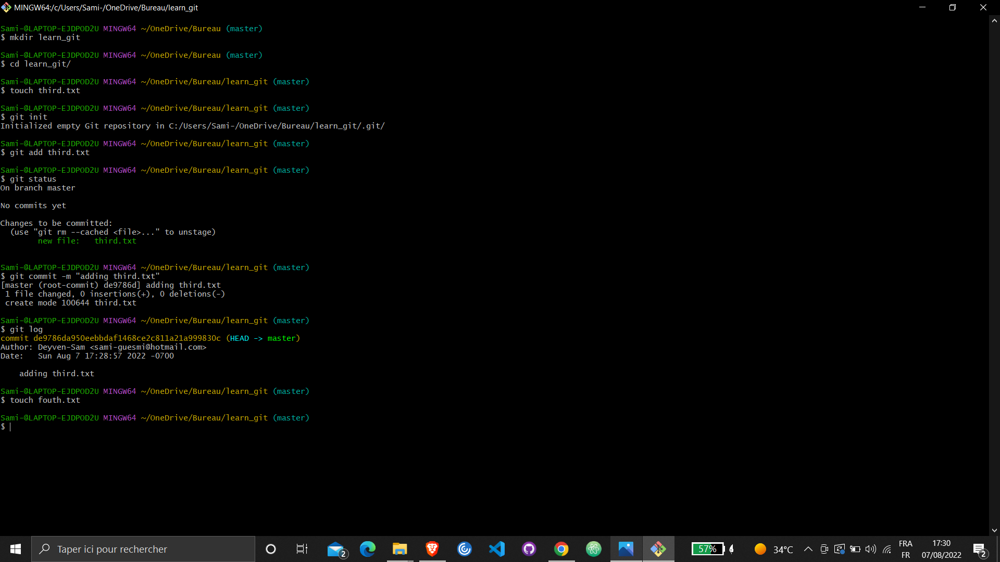 MINGW64:/c/Users/Sami-/OneDrive/Bureau/learn_git
Sami-@LAPTOP-EJDPOD2U MINGW64 ~/OneDrive/Bureau (master)
$ mkdir learn_git
Sami-@LAPTOP-EJDPOD2U MINGW64 ~/OneDrive/Bureau (master)
$ cd learn_git/
Sami-@LAPTOP-EJDPOD2U MINGW64 ~/OneDrive/Bureau/learn_git (master)
$ touch third.txt
Sami-@LAPTOP-EJDPOD2U MINGW64 ~/OneDrive/Bureau/learn_git (master)
$ git init
Initialized empty Git repository in C:/Users/Sami-/OneDrive/Bureau/learn_git/.git/
Sami-@LAPTOP-EJDPOD2U MINGW64 ~/OneDrive/Bureau/learn_git (master)
$ git add third.txt
Sami-@LAPTOP-EJDPOD2U MINGW64 ~/OneDrive/Bureau/learn_git (master)
$ git status
On branch master
No commits yet
Changes to be committed:
  (use "git rm --cached <file>..." to unstage)
        new file:   third.txt
Sami-@LAPTOP-EJDPOD2U MINGW64 ~/OneDrive/Bureau/learn_git (master)
$ git commit -m "adding third.txt"
[master (root-commit) de9786d] adding third.txt
 1 file changed, 0 insertions(+), 0 deletions(-)
 create mode 100644 third.txt
Sami-@LAPTOP-EJDPOD2U MINGW64 ~/OneDrive/Bureau/learn_git (master)
$ git log
commit de9786da950eebbdaf1468ce2c811a21a999830c (HEAD -> master)
Author: Deyven-Sam <sami-guesmi@hotmail.com>
Date:   Sun Aug 7 17:28:57 2022 -0700
    adding third.txt
Sami-@LAPTOP-EJDPOD2U MINGW64 ~/OneDrive/Bureau/learn_git (master)
$ touch fouth.txt
Sami-@LAPTOP-EJDPOD2U MINGW64 ~/OneDrive/Bureau/learn_git (master)
$
Taper ici pour rechercher
2
57%
34°C
FRA
FR
17:30
07/08/2022
2